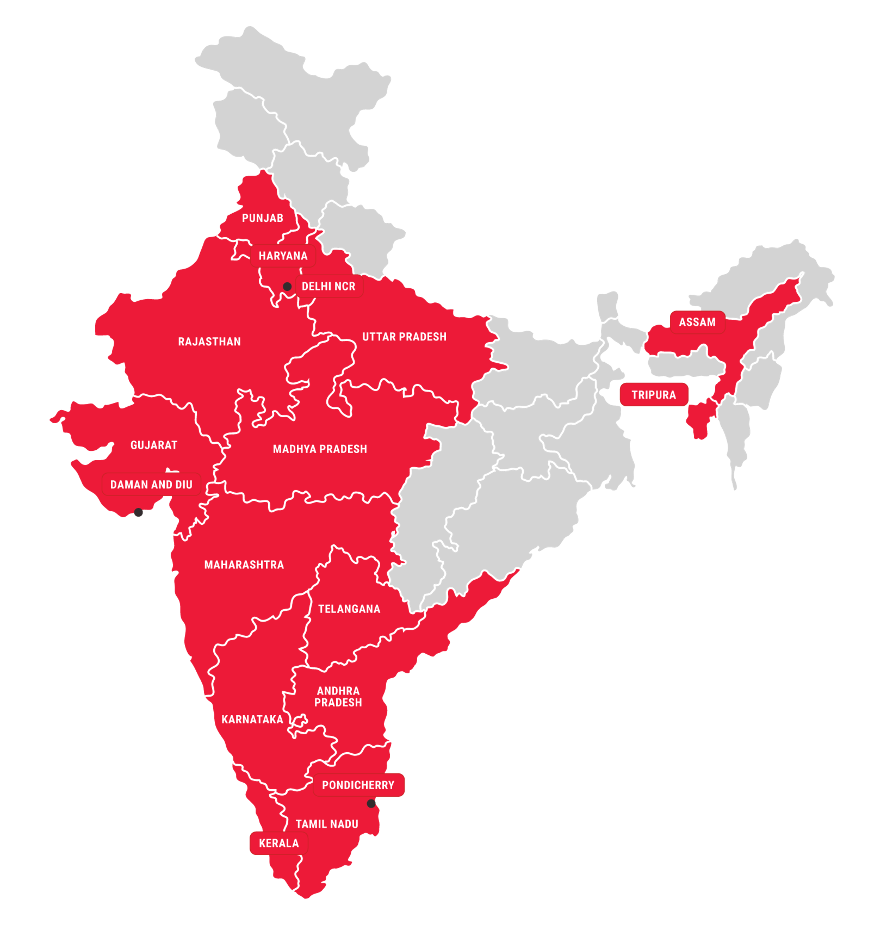 PUNJAB
HARYANA
DELHI NCR
ASSAM
UTTAR PRADESH
RAJASTHAN
TRIPURA
GUJARAT
MADHYA PRADESH
DAMAN AND DIU
MAHARASHTRA
TELANGANA
ANDHRA
PRADESH
KARNATAKA
PONDICHERRY
TAMIL NADU
KERALA